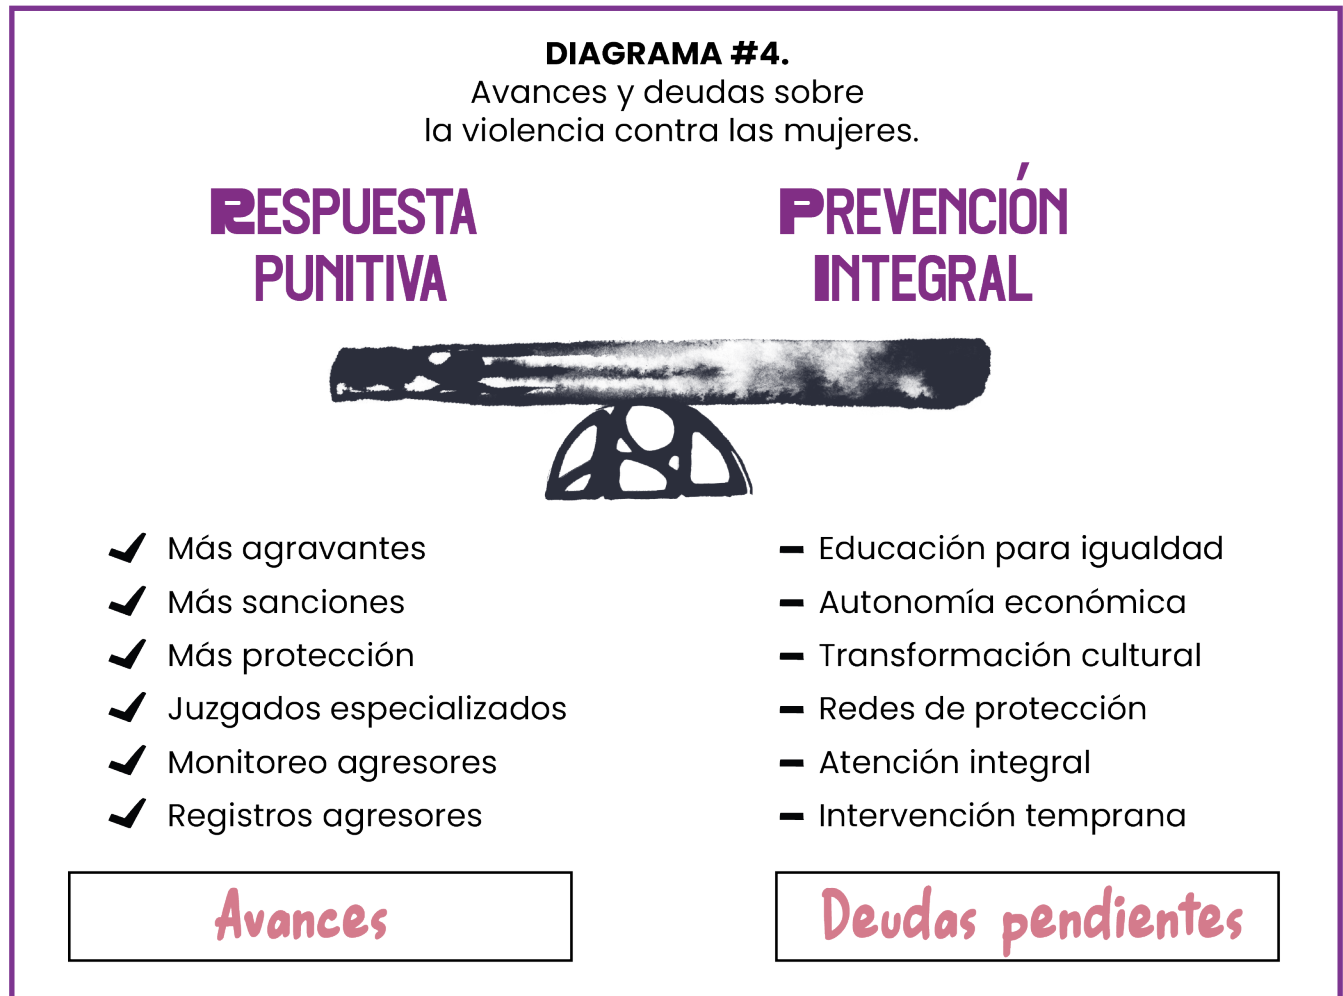 DIAGRAMA #4.
Avances y deudas sobre
la violencia contra las mujeres.
RESPUESTA
PUNITIVA
PREVENCIÓN
INTEGRAL
Más agravantes
Más sanciones
Más protección
Juzgados especializados
Monitoreo agresores
Registros agresores
Avances
– Educación para igualdad
– Autonomía económica
– Transformación cultural
– Redes de protección
– Atención integral
– Intervención temprana
Deudas pendientes